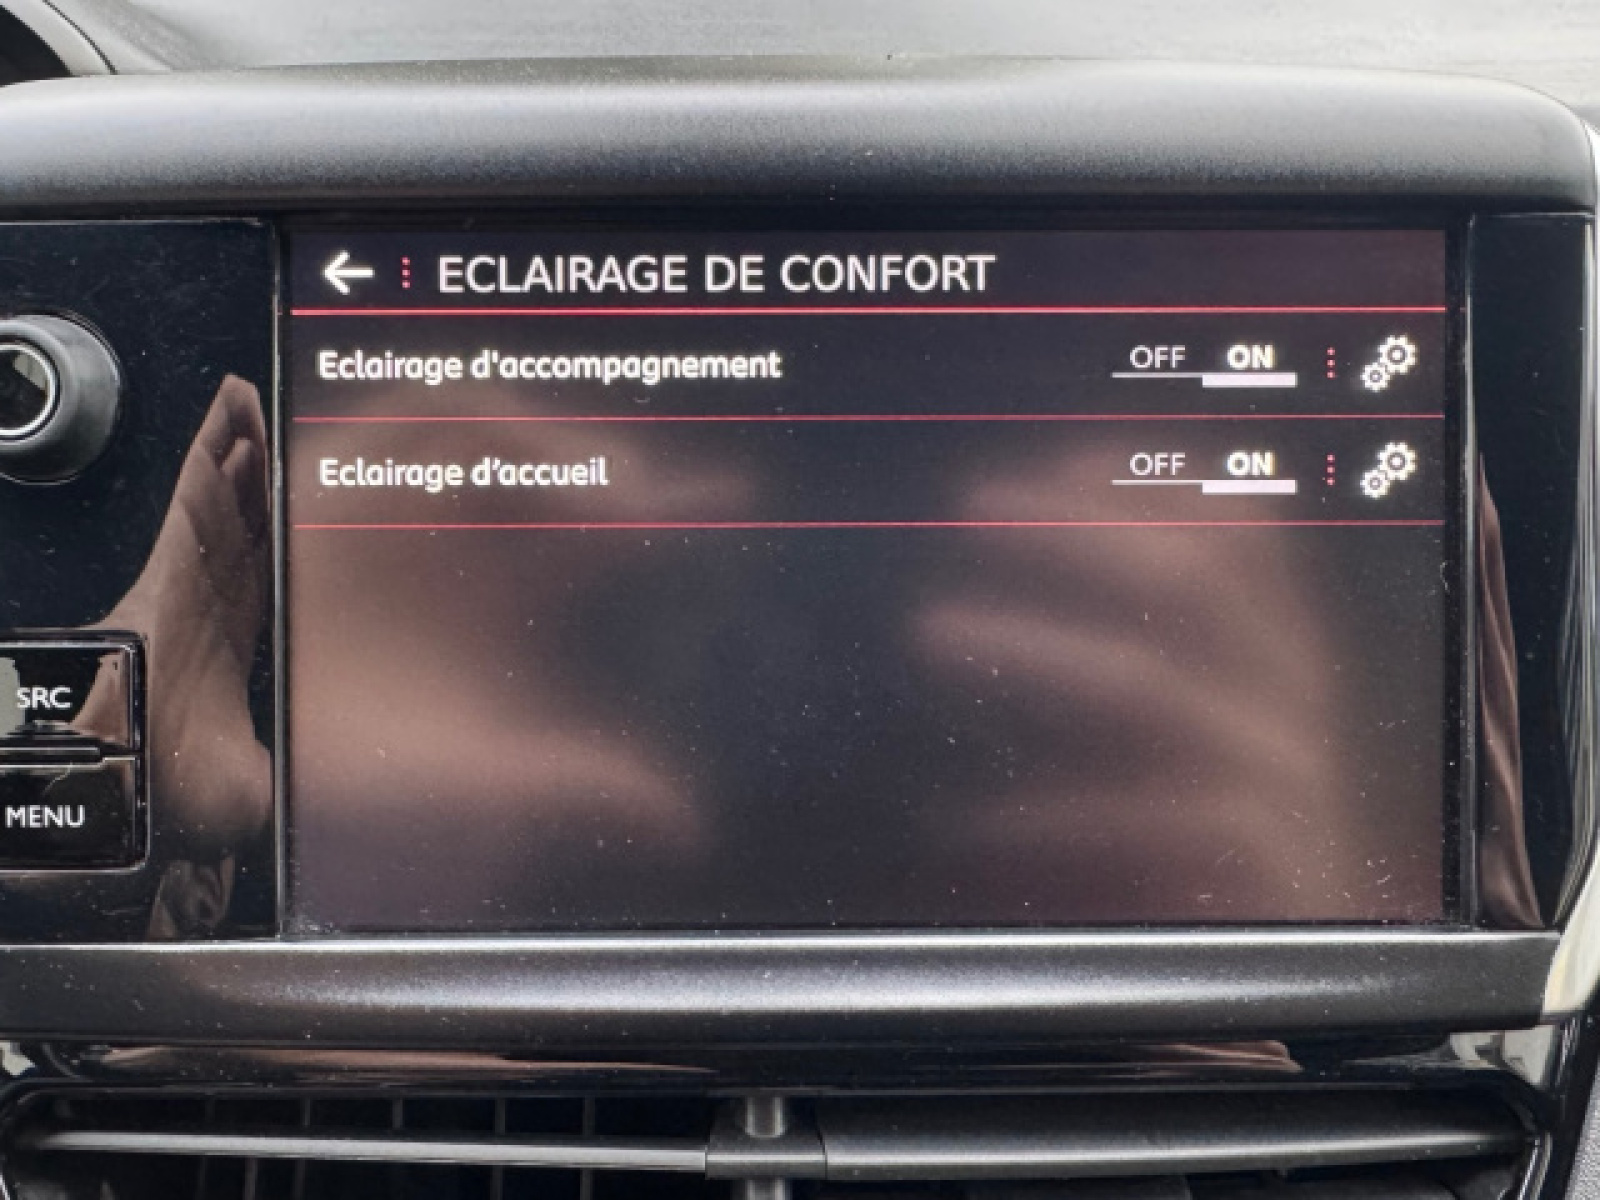 ECLAIRAGE DE CONFORT
Eclairage d'accompagnement OFF ON
Eclairage d’accueil OFF ON
SRC
MENU